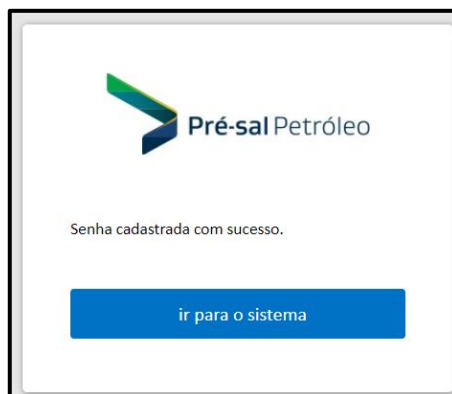 Pré-sal Petróleo
Senha cadastrada com sucesso.
ir para o sistema